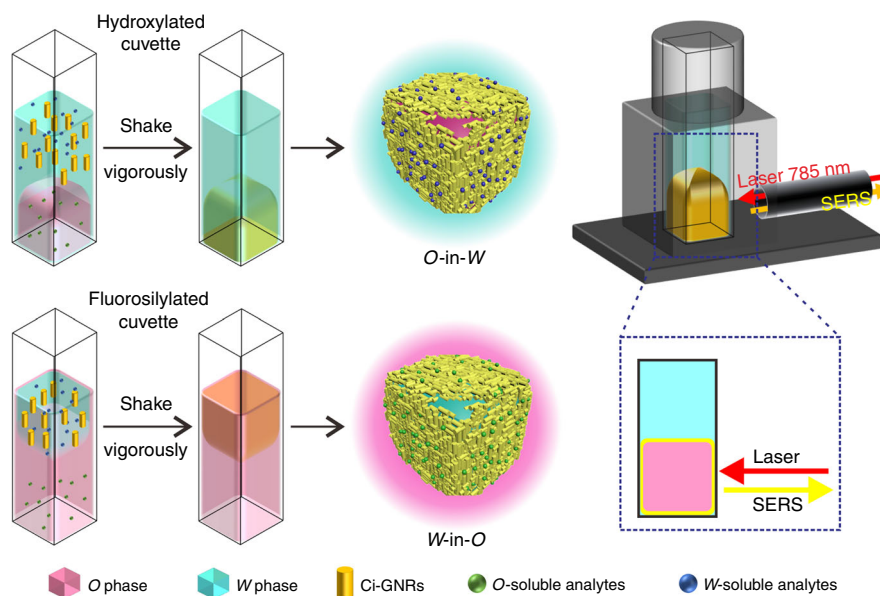 Hydroxylated
cuvette
Shake
vigorously
O-in-W
Laser 785 nm
SERS
Fluorosilylated
cuvette
Shake
vigorously
W-in-O
Laser
SERS
O phase
W phase
Ci-GNRs
O-soluble analytes
W-soluble analytes